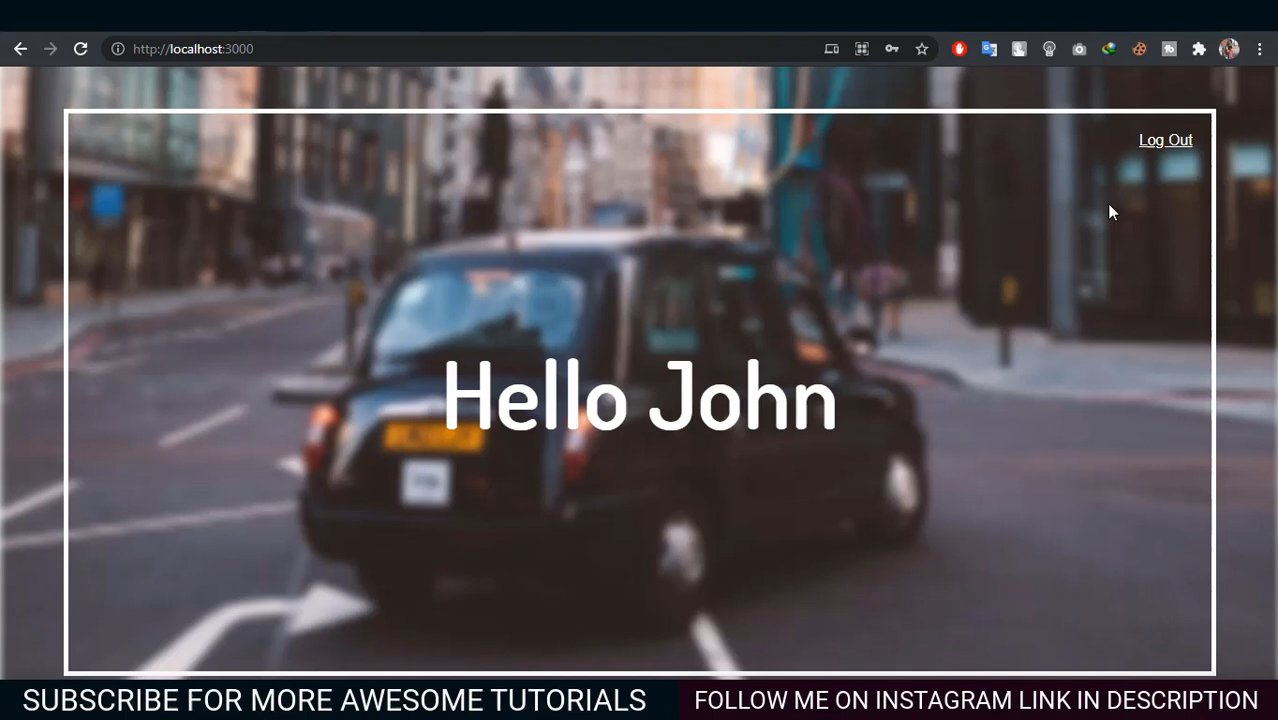 http://localhost:3000
Log Out
Hello John
SUBSCRIBE FOR MORE AWESOME TUTORIALS
FOLLOW ME ON INSTAGRAM LINK IN DESCRIPTION